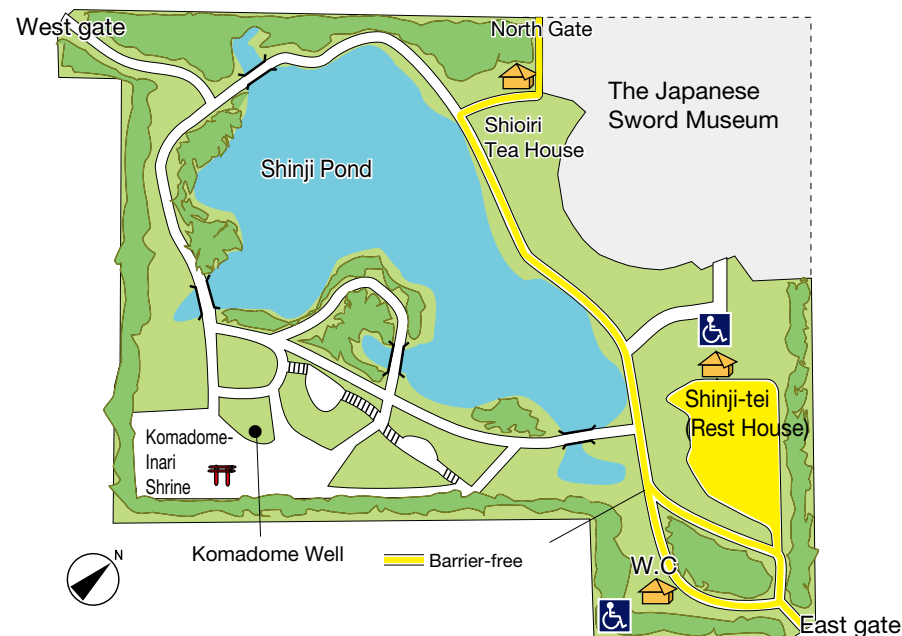 West gate
North Gate
The Japanese
Sword Museum
Shioiri
Tea House
Shinji Pond
Shinji-tei
(Rest House)
Komadome-
Inari
Shrine
Komadome Well
Barrier-free
N
W.C
East gate